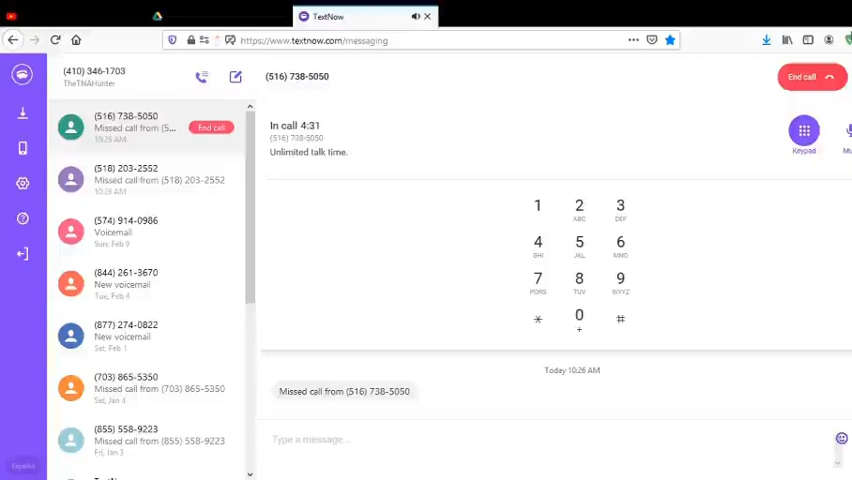 TextNow
https://www.textnow.com/messaging
(410) 346-1703
TheTNAHunter
(516) 738-5050
Missed call from (5...
10:26 AM
End call
(518) 203-2552
Missed call from (518) 203-2552
10:26 AM
(574) 914-0986
Voicemail
Sun, Feb 9
(844) 261-3670
New voicemail
Tue, Feb 4
(877) 274-0822
New voicemail
Sat, Feb 1
(703) 865-5350
Missed call from (703) 865-5350
Sat, Jan 4
(855) 558-9223
Missed call from (855) 558-9223
Fri, Jan 3
Español
(516) 738-5050
End call
In call 4:31
(516) 738-5050
Unlimited talk time.
Keypad
Mu
1
2
3
ABC
DEF
4
5
6
GHI
JKL
MNO
7
8
9
PQRS
TUV
WXYZ
*
0
#
+
Today 10:26 AM
Missed call from (516) 738-5050
Type a message...